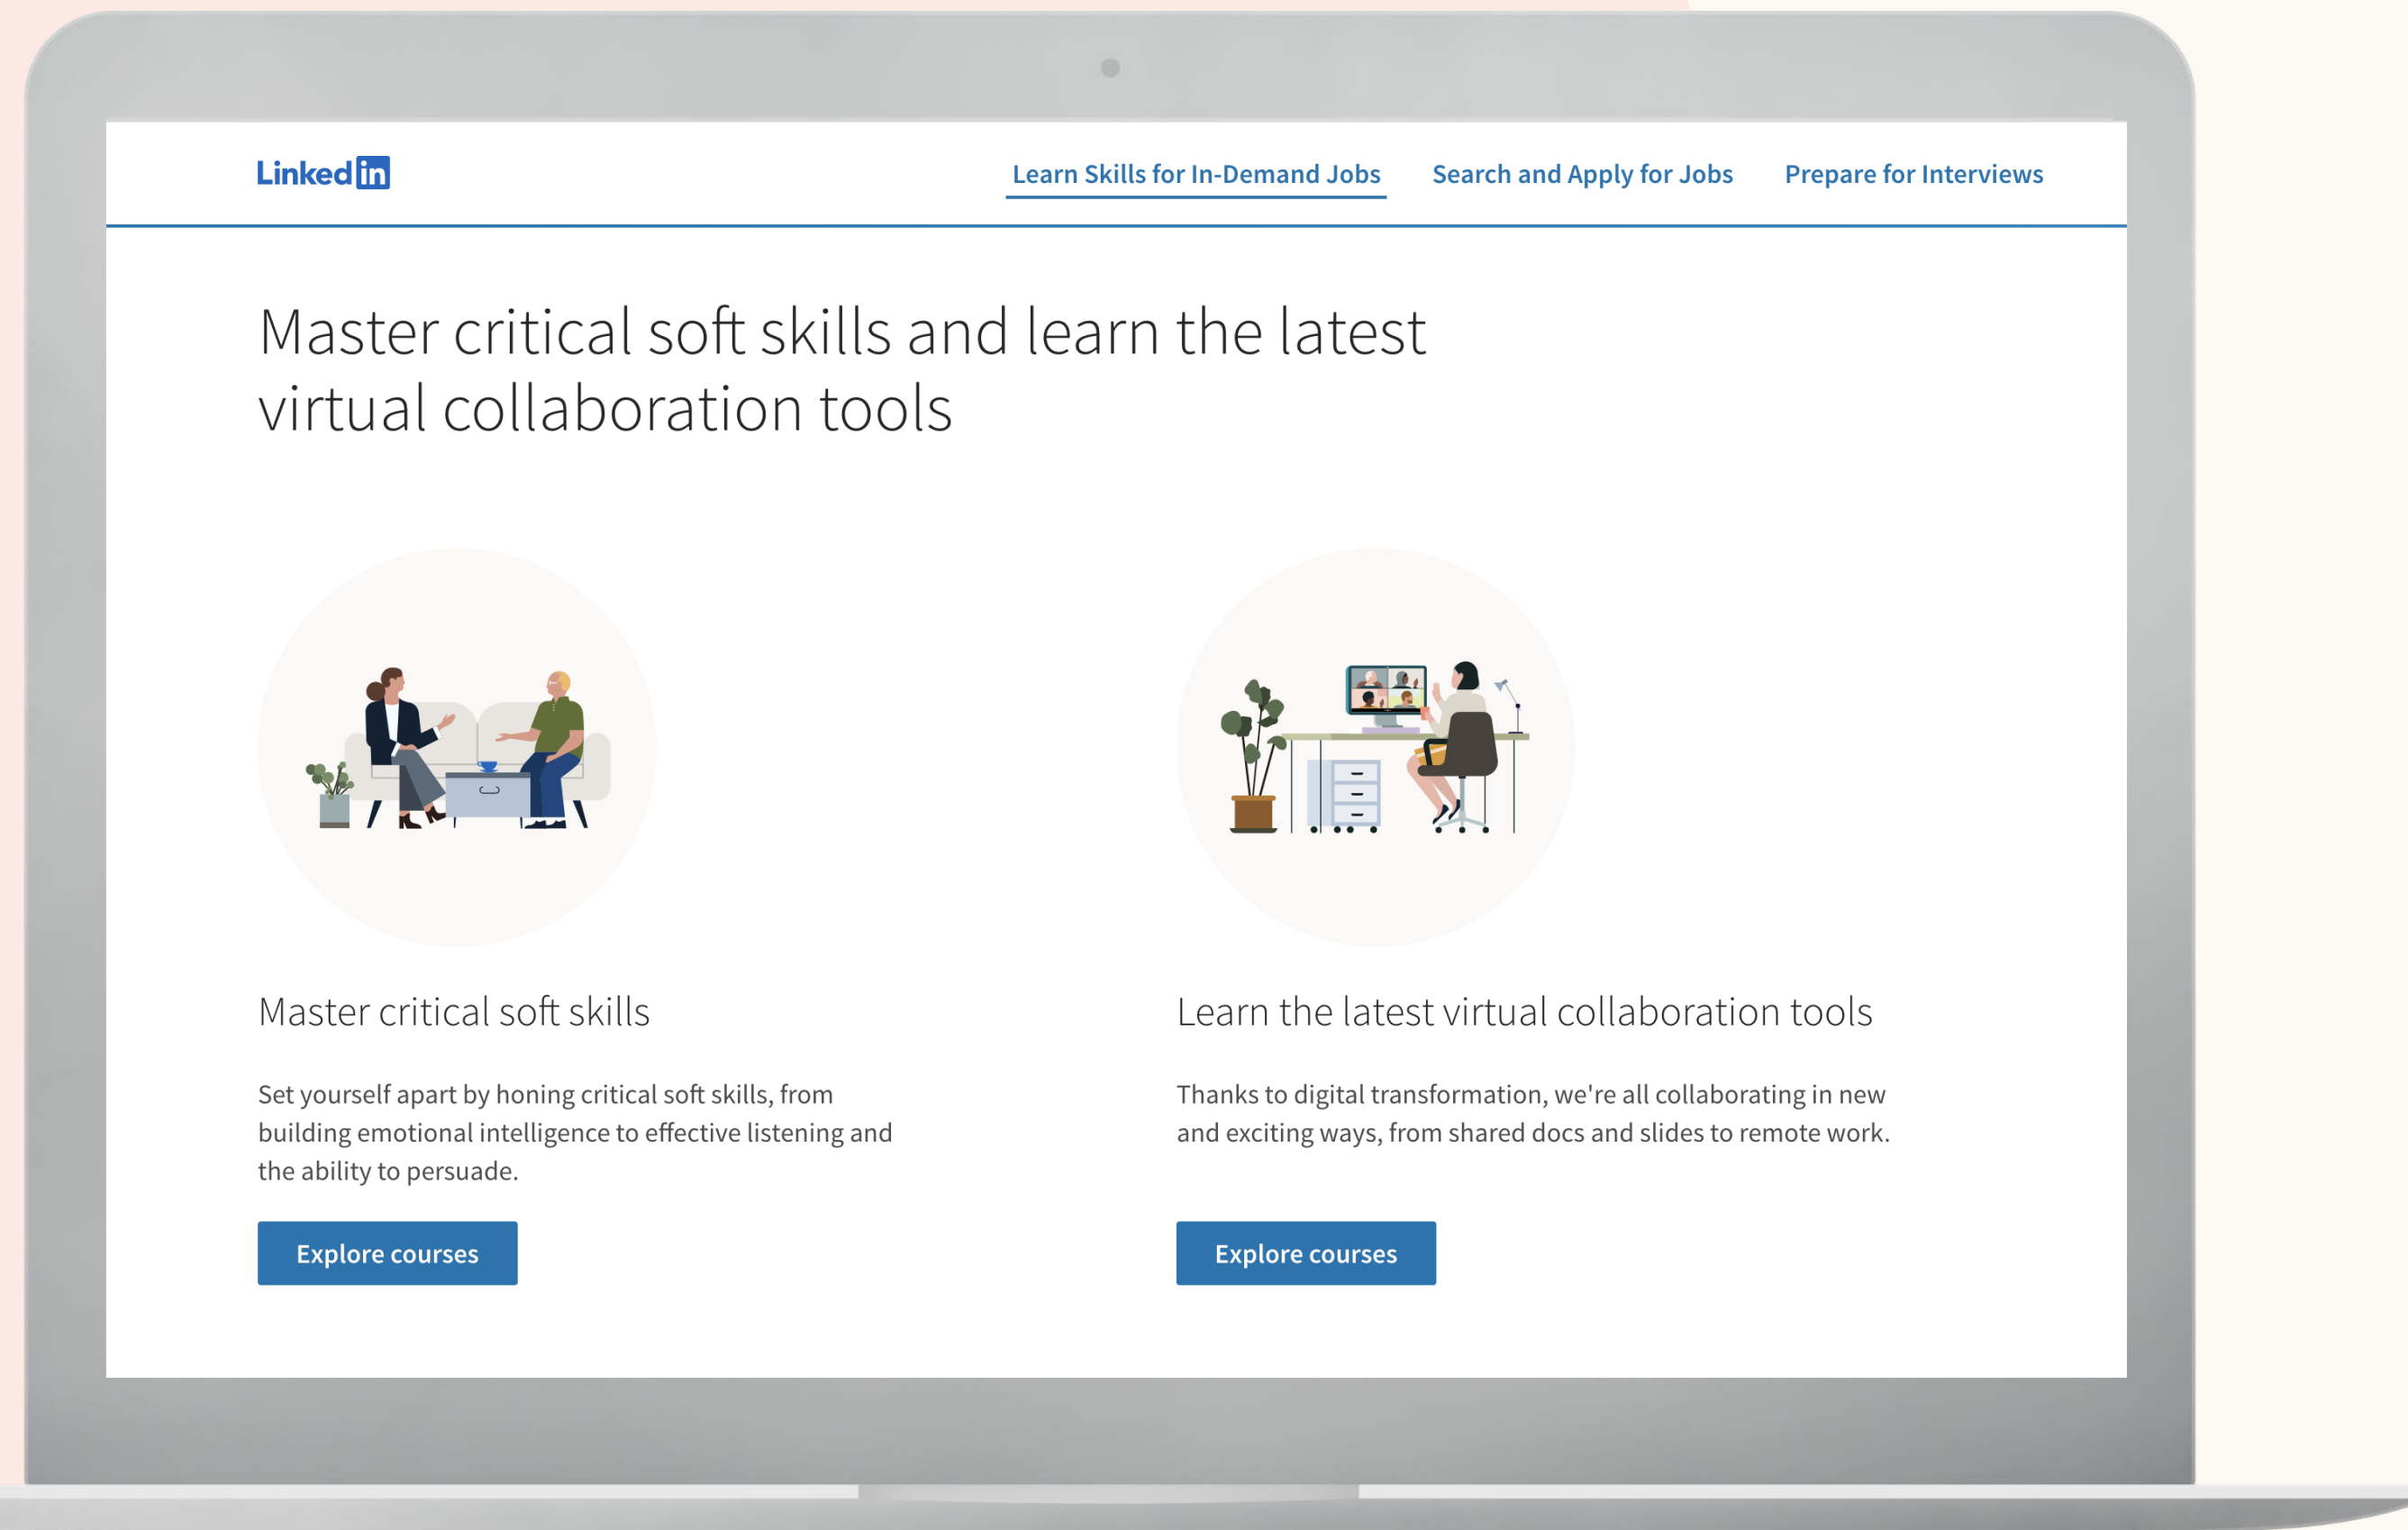 LinkedIn
Learn Skills for In-Demand Jobs
Search and Apply for Jobs
Prepare for Interviews
Master critical soft skills and learn the latest
virtual collaboration tools
Master critical soft skills
Set yourself apart by honing critical soft skills, from
building emotional intelligence to effective listening and
the ability to persuade.
Explore courses
Learn the latest virtual collaboration tools
Thanks to digital transformation, we're all collaborating in new
and exciting ways, from shared docs and slides to remote work.
Explore courses